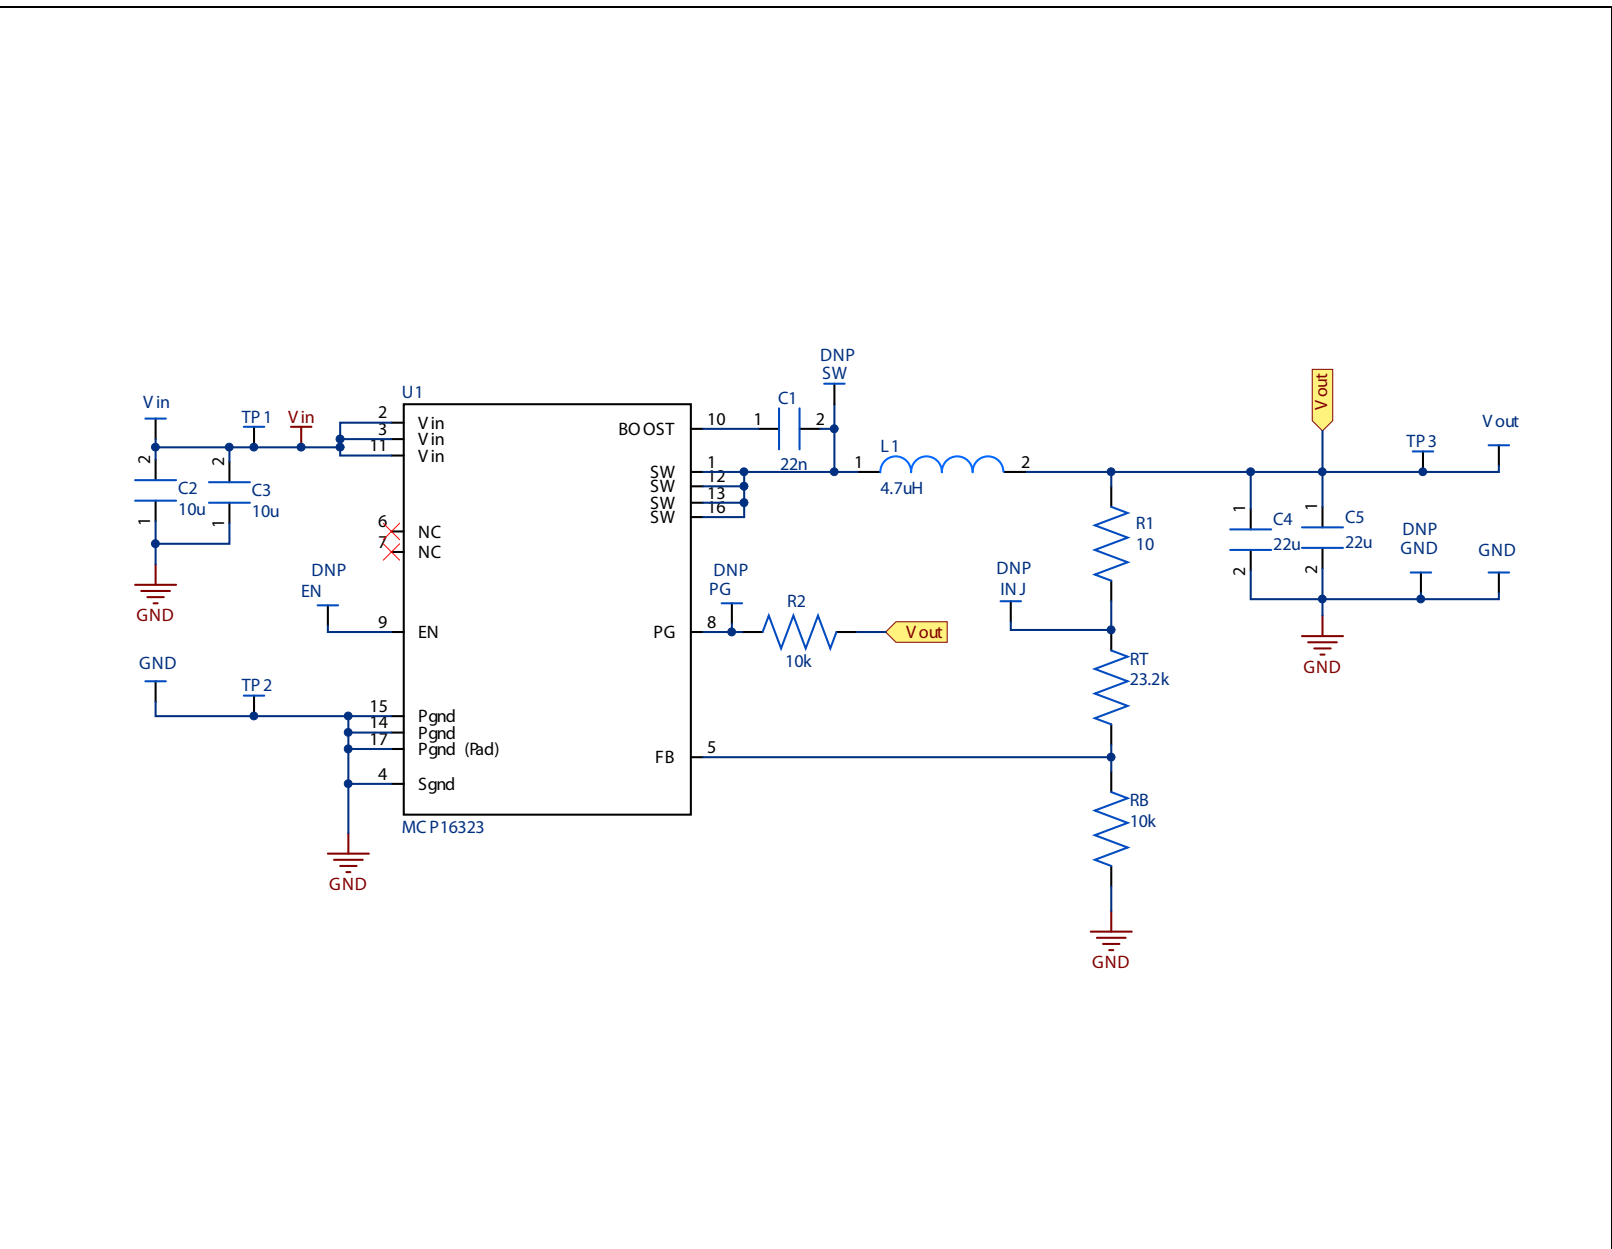 DNP
SW
U1
C1
Vin
TP1
Vin
Vout
Vout
2
Vin
3
Vin
11
Vin
BOOST
10
1
2
TP3
L1
22n
1
2
4.7uH
SW
1
SW
12
SW
13
SW
16
2
C2
10u
1
2
C3
10u
1
GND
6
NC
7
NC
R1
10
1
C4
22u
2
1
C5
22u
2
DNP
GND
GND
DNP
EN
DNP
PG
R2
DNP
INJ
9
EN
PG
8
10k
Vout
GND
GND
TP2
RT
23.2k
15
Pgnd
14
Pgnd
17
Pgnd (Pad)
FB
5
4
Sgnd
RB
10k
MCP16323
GND
GND